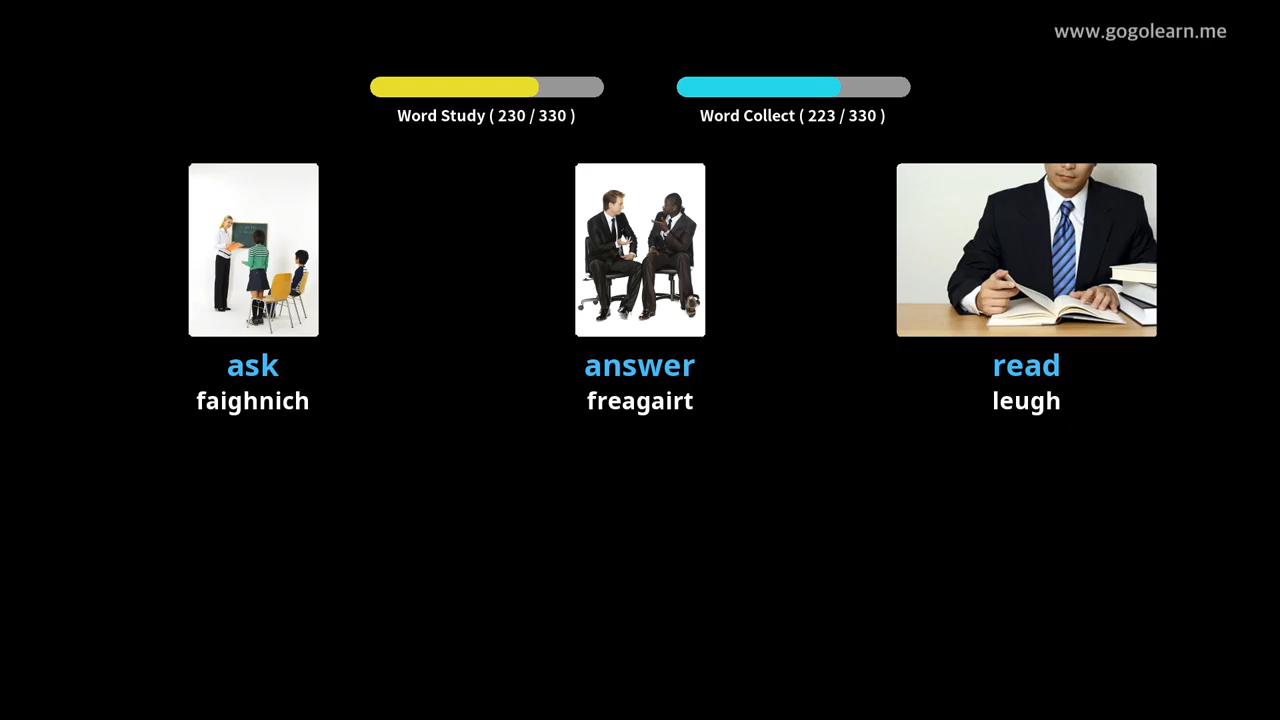 www.gogolearn.me
Word Study ( 230 / 330 )
Word Collect ( 223 / 330 )
ask
faighnich
answer
freagairt
read
leugh